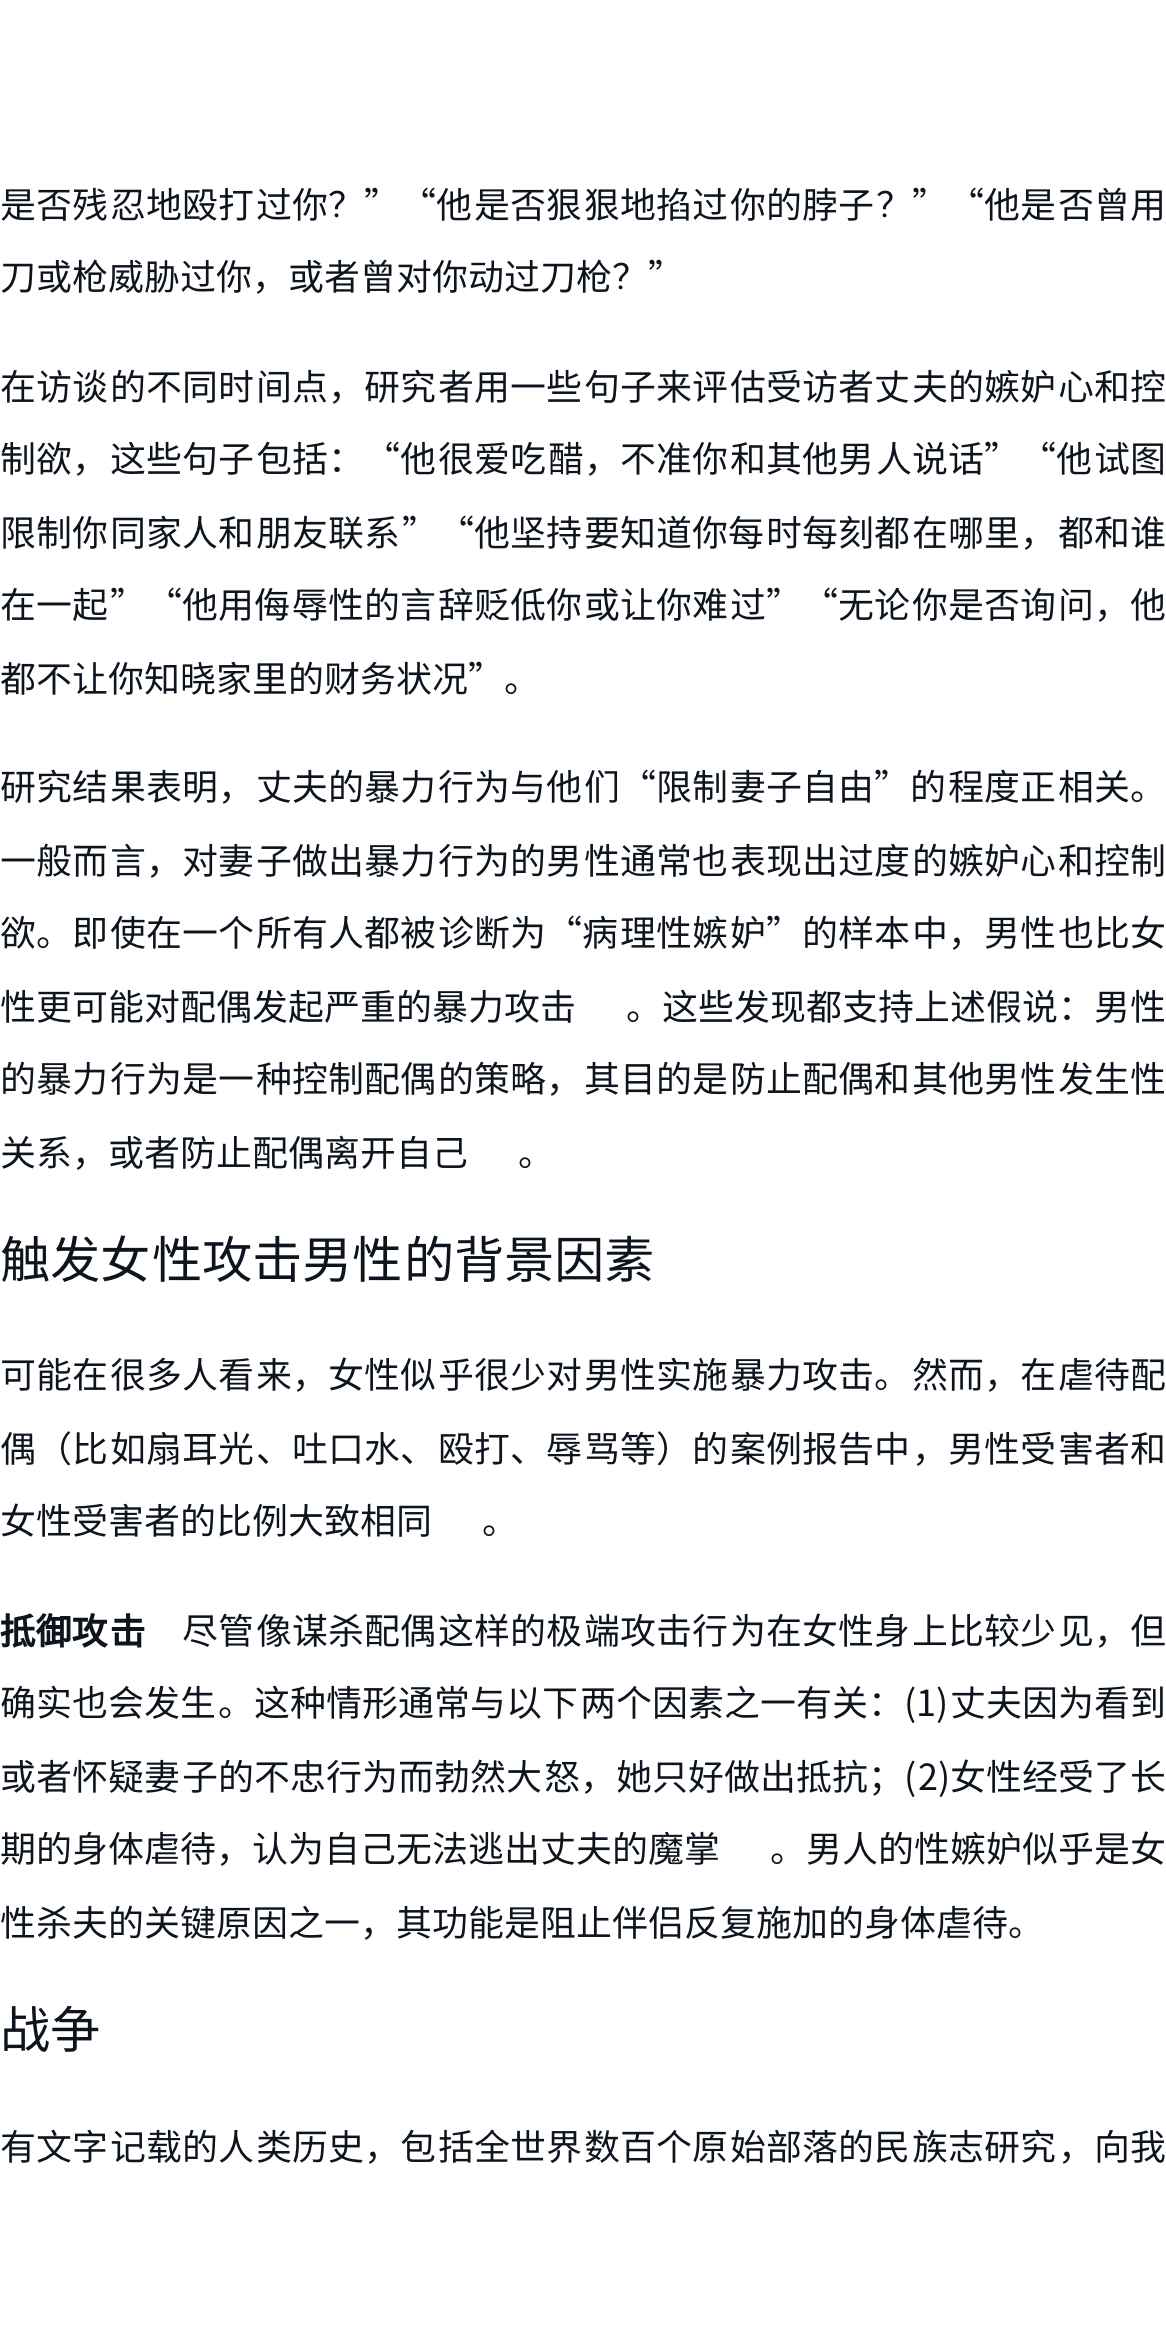 是否残忍地殴打过你？”“他是否狠狠地掐过你的脖子？”“他是否曾用
刀或枪威胁过你，或者曾对你动过刀枪？”
在访谈的不同时间点，研究者用一些句子来评估受访者丈夫的嫉妒心和控
制欲，这些句子包括：“他很爱吃醋，不准你和其他男人说话”“他试图
限制你同家人和朋友联系”“他坚持要知道你每时每刻都在哪里，都和谁
在一起”“他用侮辱性的言辞贬低你或让你难过”“无论你是否询问，他
都不让你知晓家里的财务状况”。
研究结果表明，丈夫的暴力行为与他们“限制妻子自由”的程度正相关。
一般而言，对妻子做出暴力行为的男性通常也表现出过度的嫉妒心和控制
欲。即使在一个所有人都被诊断为“病理性嫉妒”的样本中，男性也比女
性更可能对配偶发起严重的暴力攻击　。这些发现都支持上述假说：男性
的暴力行为是一种控制配偶的策略，其目的是防止配偶和其他男性发生性
关系，或者防止配偶离开自己　。
触发女性攻击男性的背景因素
可能在很多人看来，女性似乎很少对男性实施暴力攻击。然而，在虐待配
偶（比如扇耳光、吐口水、殴打、辱骂等）的案例报告中，男性受害者和
女性受害者的比例大致相同　。
抵御攻击　尽管像谋杀配偶这样的极端攻击行为在女性身上比较少见，但
确实也会发生。这种情形通常与以下两个因素之一有关：(1)丈夫因为看到
或者怀疑妻子的不忠行为而勃然大怒，她只好做出抵抗；(2)女性经受了长
期的身体虐待，认为自己无法逃出丈夫的魔掌　。男人的性嫉妒似乎是女
性杀夫的关键原因之一，其功能是阻止伴侣反复施加的身体虐待。
战争
有文字记载的人类历史，包括全世界数百个原始部落的民族志研究，向我